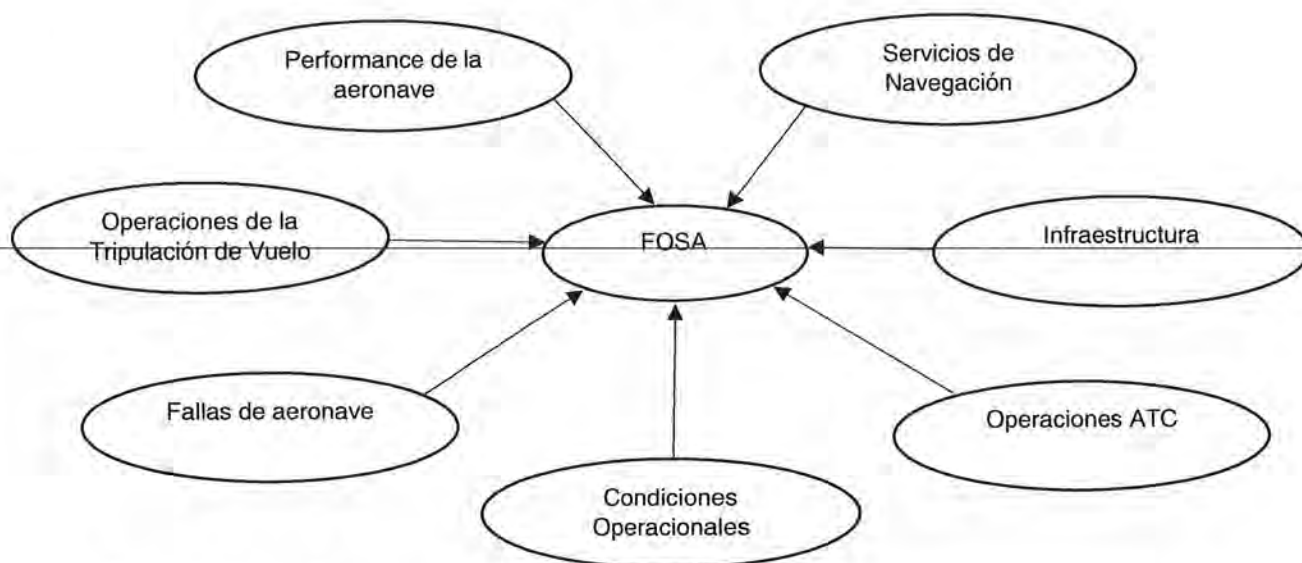 Performance de la
aeronave
Servicios de
Navegación
Operaciones de la
Tripulación de Vuelo
FOSA
Infraestructura
Fallas de aeronave
Operaciones ATC
Condiciones
Operacionales